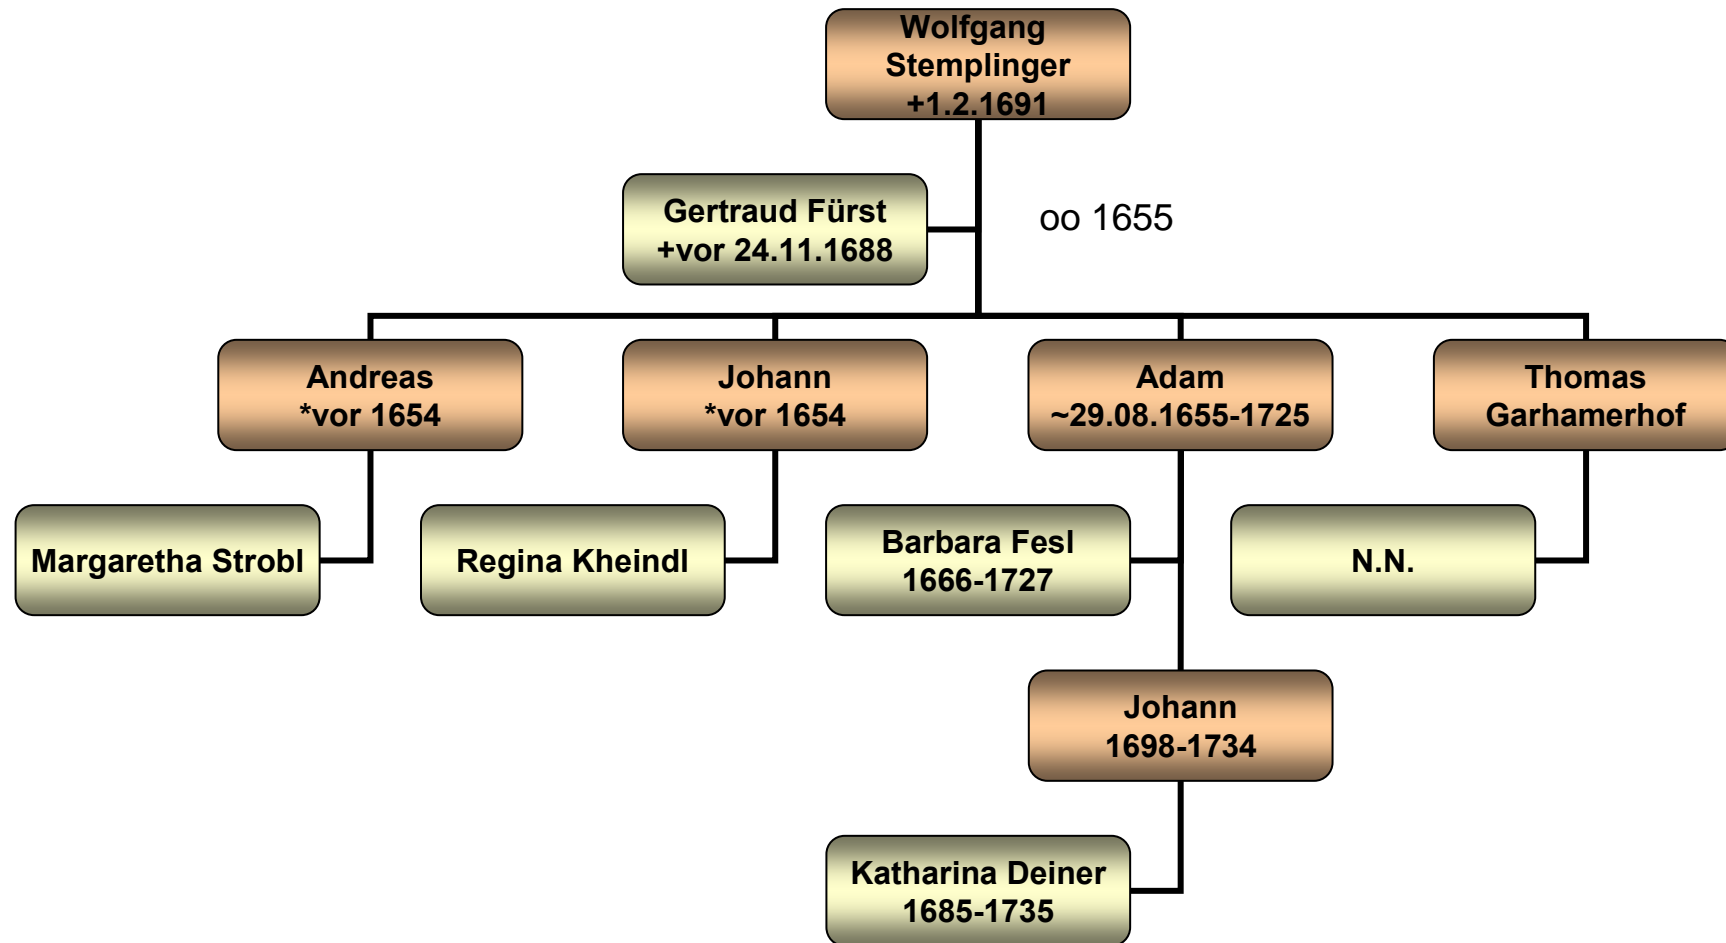 Wolfgang
Stemplinger
+1.2.1691
Gertraud Fürst
+vor 24.11.1688
oo 1655
Andreas
*vor 1654
Johann
*vor 1654
Adam
~29.08.1655-1725
Thomas
Garhamerhof
Margaretha Strobl
Regina Kheindl
Barbara Fesl
1666-1727
N.N.
Johann
1698-1734
Katharina Deiner
1685-1735